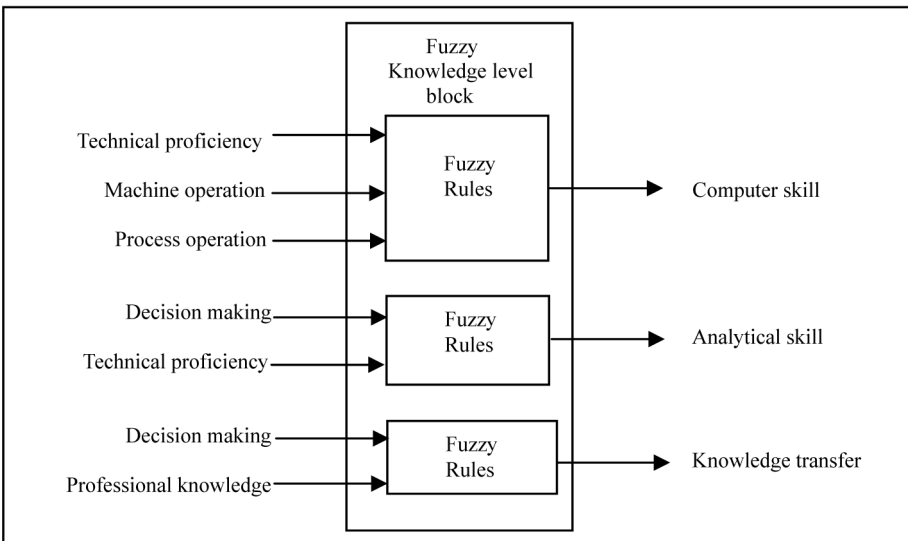 Fuzzy
Knowledge level
block
Technical proficiency
Machine operation
Process operation
Fuzzy
Rules
Computer skill
Decision making
Technical proficiency
Fuzzy
Rules
Analytical skill
Decision making
Professional knowledge
Fuzzy
Rules
Knowledge transfer